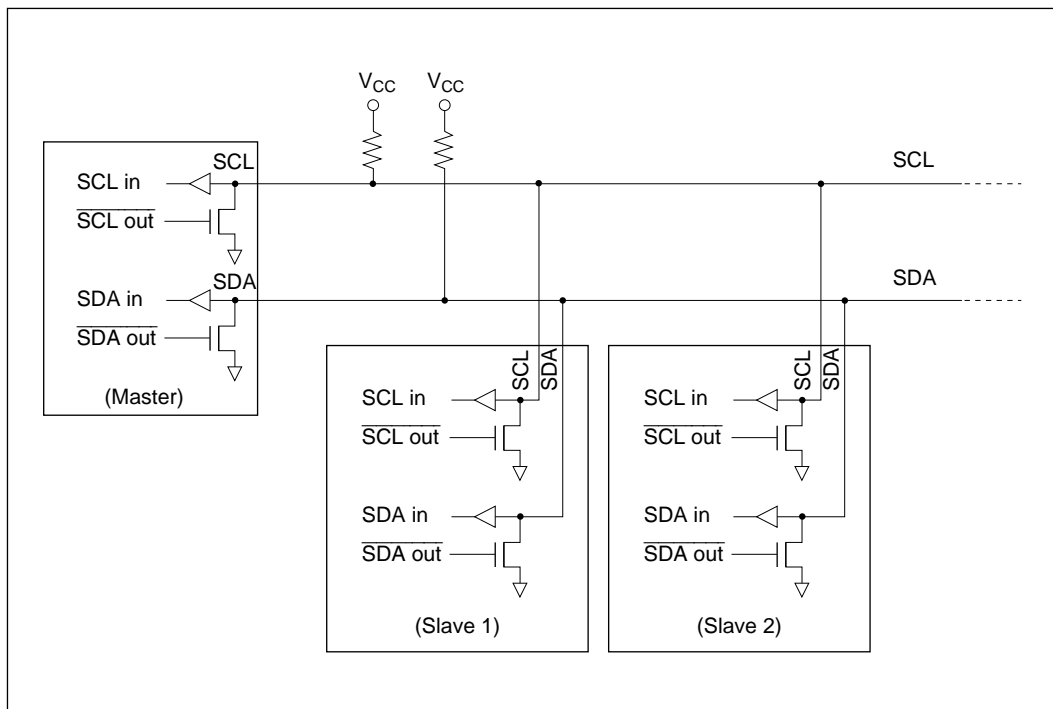 VCC VCC
SCL
SCL in
SCL out
SDA
SDA in
SDA out
(Master)
SCL
SDA
SCL SDA
SCL in
SCL out
SDA in
SDA out
(Slave 1)
SCL SDA
SCL in
SCL out
SDA in
SDA out
(Slave 2)